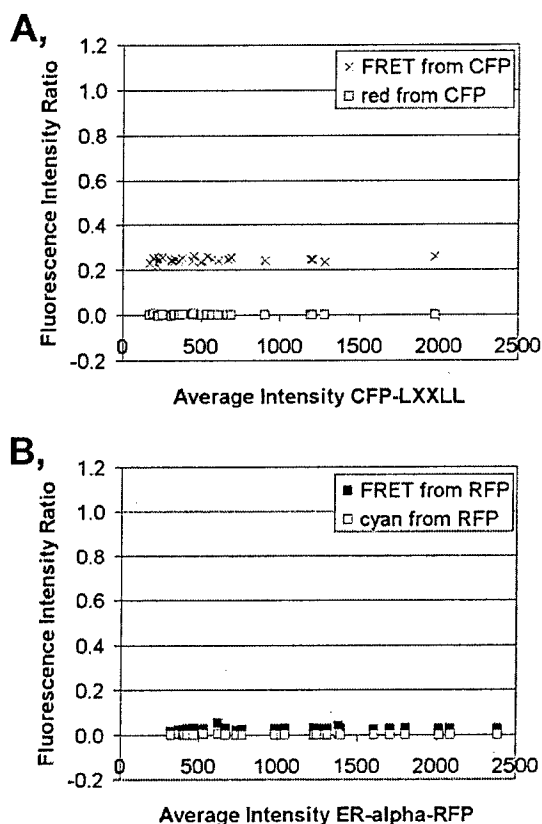 A,
Fluorescence Intensity Ratio
1.2
1.0
0.8
0.6
0.4
0.2
0.0
-0.2
× FRET from CFP
□ red from CFP
0 500 1000 1500 2000 2500
Average Intensity CFP-LXXLL
B,
Fluorescence Intensity Ratio
1.2
1.0
0.8
0.6
0.4
0.2
0.0
-0.2
■ FRET from RFP
□ cyan from RFP
0 500 1000 1500 2000 2500
Average Intensity ER-alpha-RFP